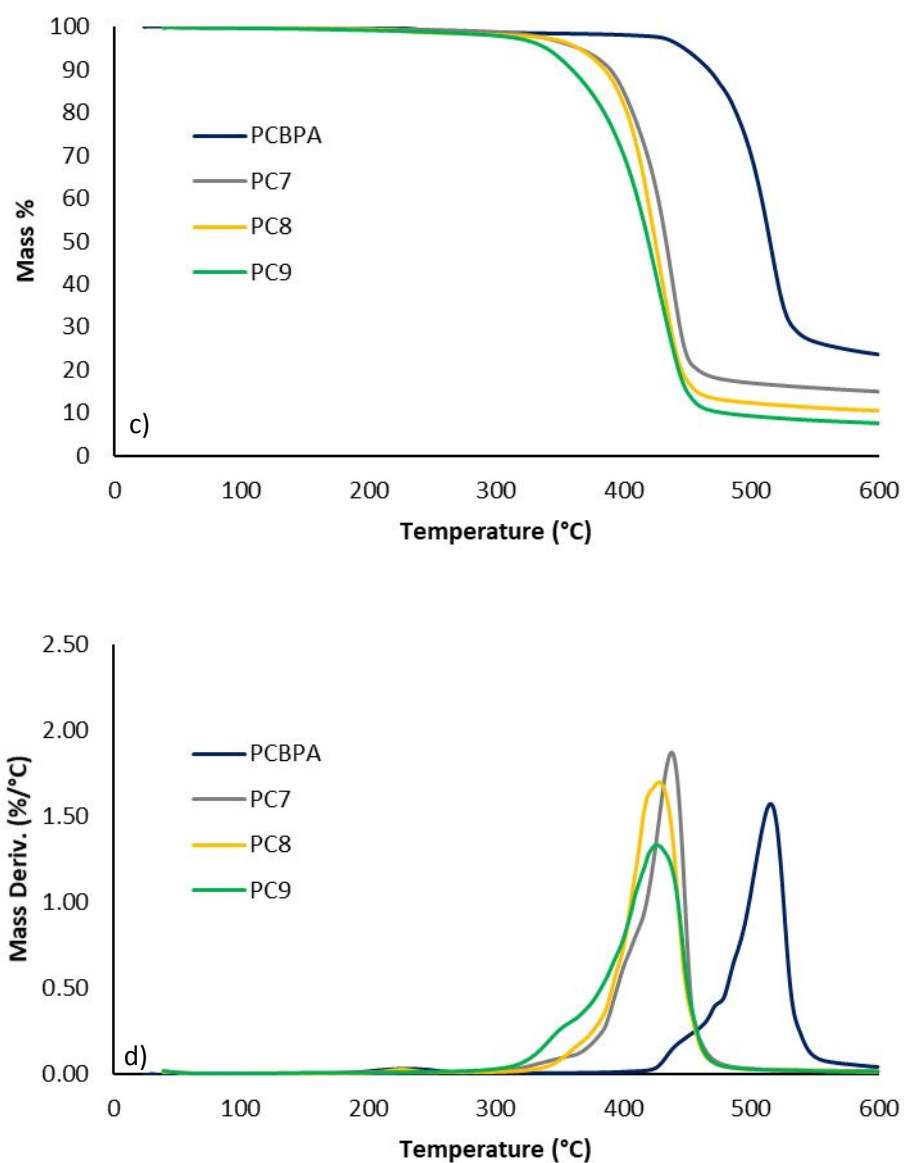 100
90
80
70
60
50
40
30
20
10
0
Mass %
PCBPA
PC7
PC8
PC9
c)
0 100 200 300 400 500 600
Temperature (°C)
2.50
2.00
1.50
1.00
0.50
0.00
Mass Deriv. (%/°C)
PCBPA
PC7
PC8
PC9
d)
0 100 200 300 400 500 600
Temperature (°C)